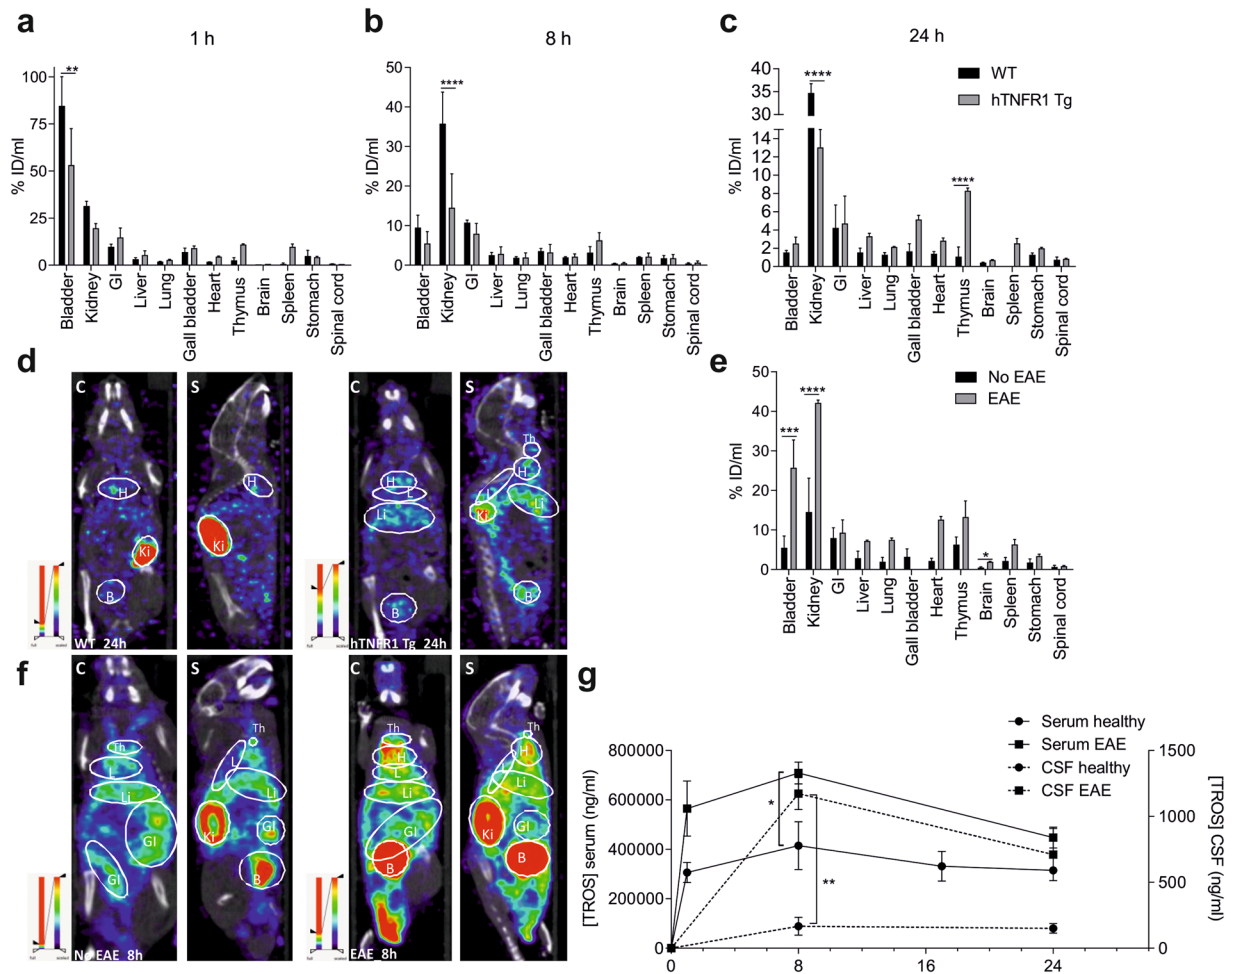 a
1 h
% ID/ml
100
75
50
25
0
**
Bladder
Kidney
GI
Liver
Lung
Gall bladder
Heart
Thymus
Brain
Spleen
Stomach
Spinal cord
b
8 h
% ID/ml
50
40
30
20
10
0
****
Bladder
Kidney
GI
Liver
Lung
Gall bladder
Heart
Thymus
Brain
Spleen
Stomach
Spinal cord
c
24 h
WT
hTNFR1 Tg
% ID/ml
40
35
30
14
12
10
8
6
4
2
0
****
****
Bladder
Kidney
GI
Liver
Lung
Gall bladder
Heart
Thymus
Brain
Spleen
Stomach
Spinal cord
d
C
H
Ki
B
WT 24h
S
H
Ki
C
H
L
Li
B
hTNFR1 Tg 24h
S
Th
H
L
Li
Ki
B
e
No EAE
EAE
% ID/ml
50
40
30
20
10
0
***
****
*
Bladder
Kidney
GI
Liver
Lung
Gall bladder
Heart
Thymus
Brain
Spleen
Stomach
Spinal cord
f
C
Th
L
Li
GI
GI
No EAE 8h
S
Th
L
Li
Ki
GI
B
C
Th
H
L
Li
GI
B
EAE_8h
S
Th
H
L
Li
Ki
GI
B
g
Serum healthy
Serum EAE
CSF healthy
CSF EAE
[TROS] serum (ng/ml)
800000
600000
400000
200000
0
*
**
1500
1000
500
0
[TROS] CSF (ng/ml)
0
8
16
24